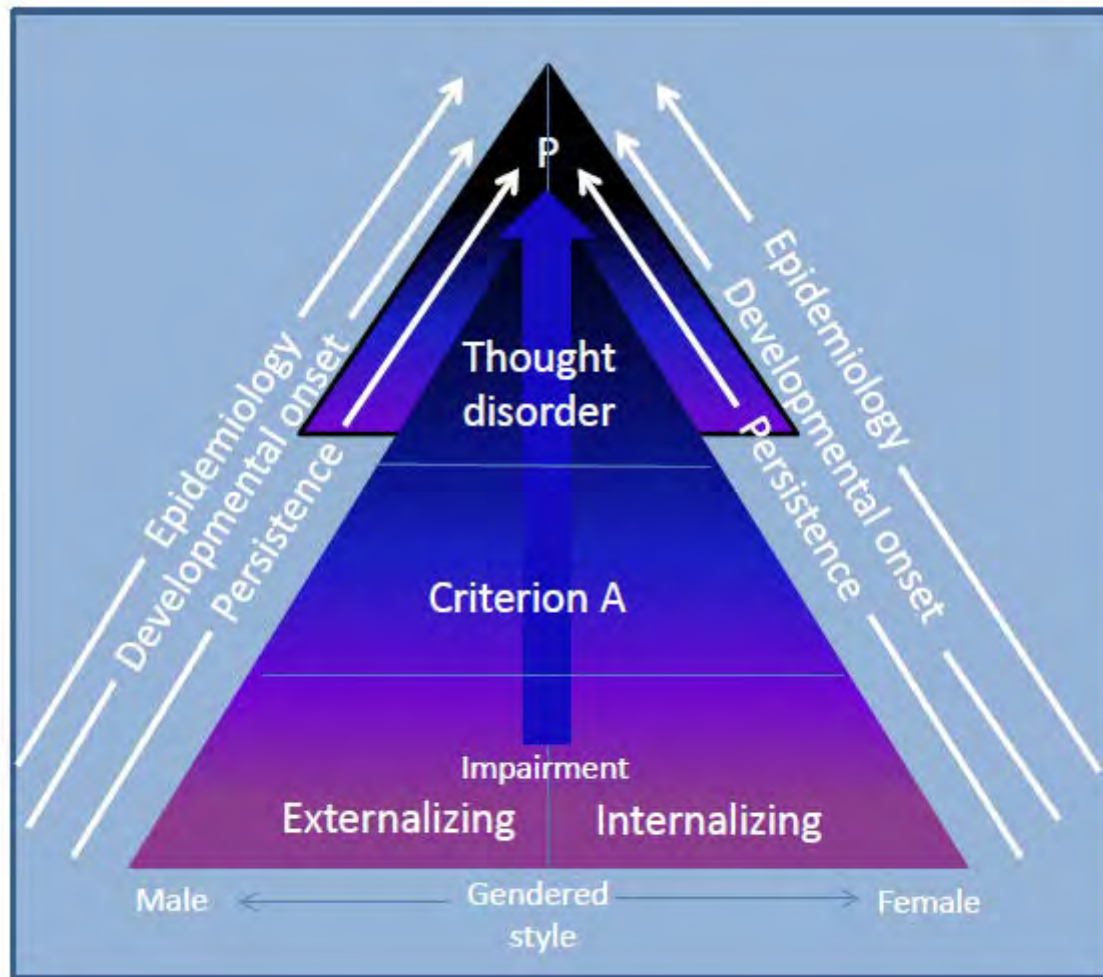 P
Epidemiology
Developmental onset
Persistence
Epidemiology
Developmental onset
Persistence
Thought
disorder
Criterion A
Impairment
Externalizing
Internalizing
Male
Gendered
style
Female